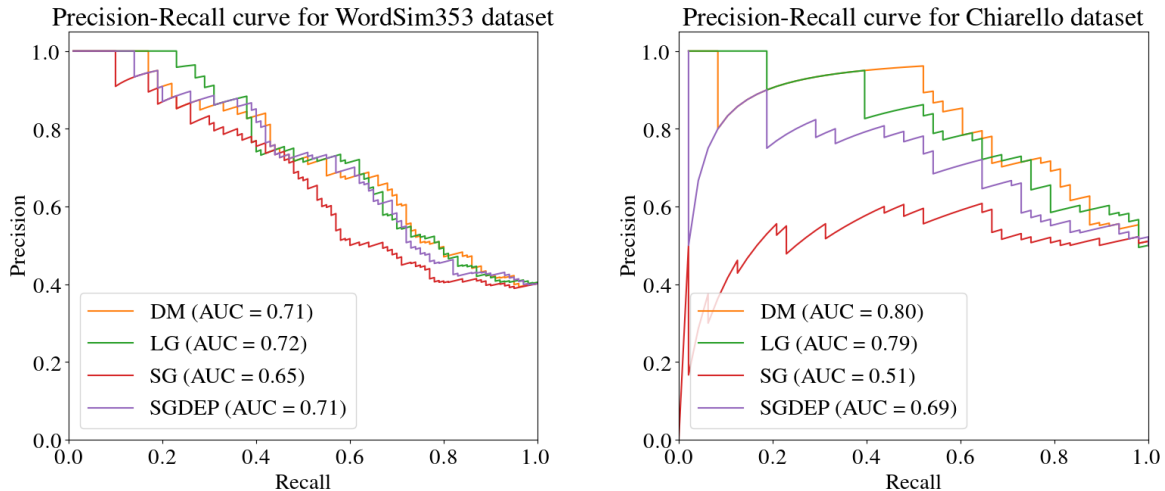 Precision-Recall curve for WordSim353 dataset
1.0
0.8
0.6
0.4
0.2
0.0
Precision
DM (AUC = 0.71)
LG (AUC = 0.72)
SG (AUC = 0.65)
SGDEP (AUC = 0.71)
0.0 0.2 0.4 0.6 0.8 1.0
Recall
Precision-Recall curve for Chiarello dataset
1.0
0.8
0.6
0.4
0.2
0.0
Precision
DM (AUC = 0.80)
LG (AUC = 0.79)
SG (AUC = 0.51)
SGDEP (AUC = 0.69)
0.0 0.2 0.4 0.6 0.8 1.0
Recall